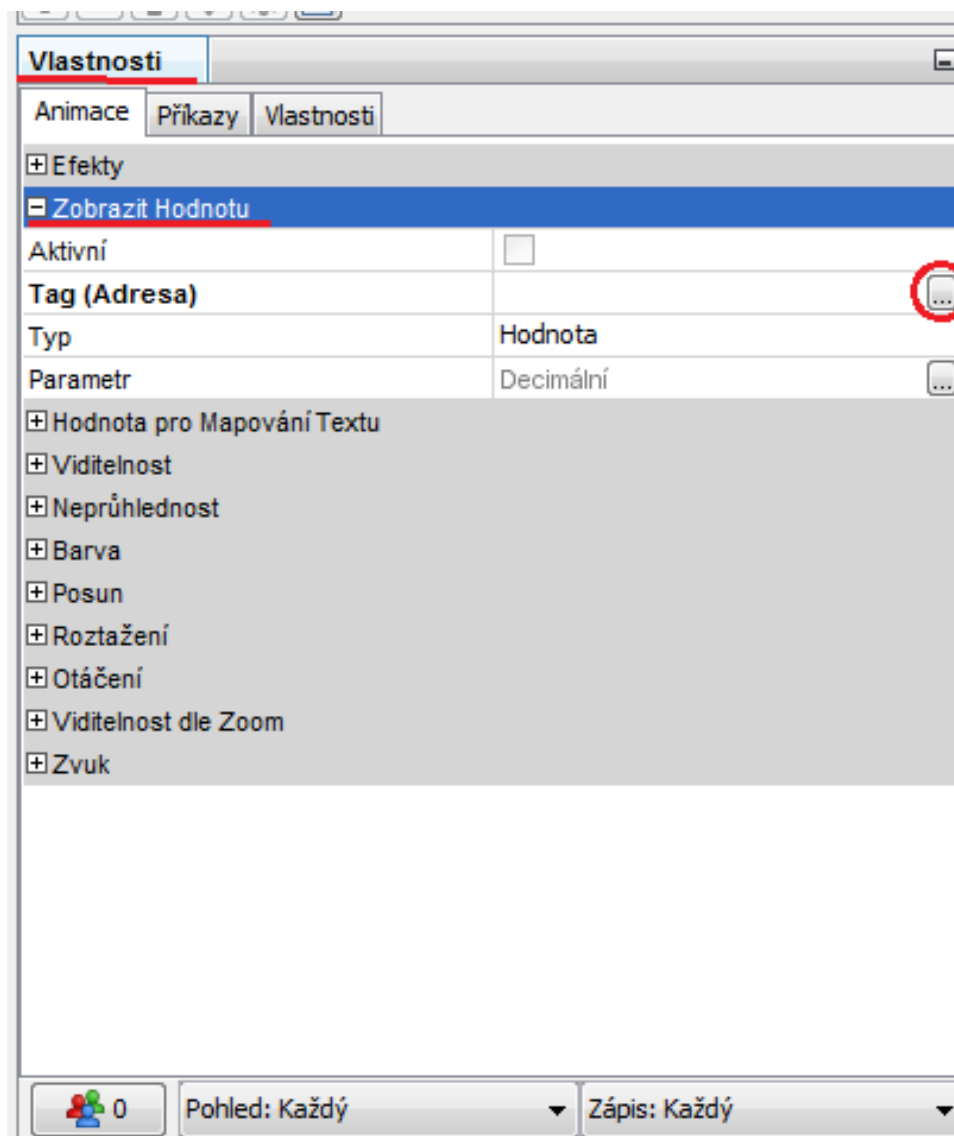 Vlastnosti
Animace Příkazy Vlastnosti
Efekty
Zobrazit Hodnotu
Aktivní
Tag (Adresa) ...
Typ Hodnota
Parametr Decimální ...
Hodnota pro Mapování Textu
Viditelnost
Neprůhlednost
Barva
Posun
Roztažení
Otáčení
Viditelnost dle Zoom
Zvuk
0 Pohled: Každý Zápis: Každý